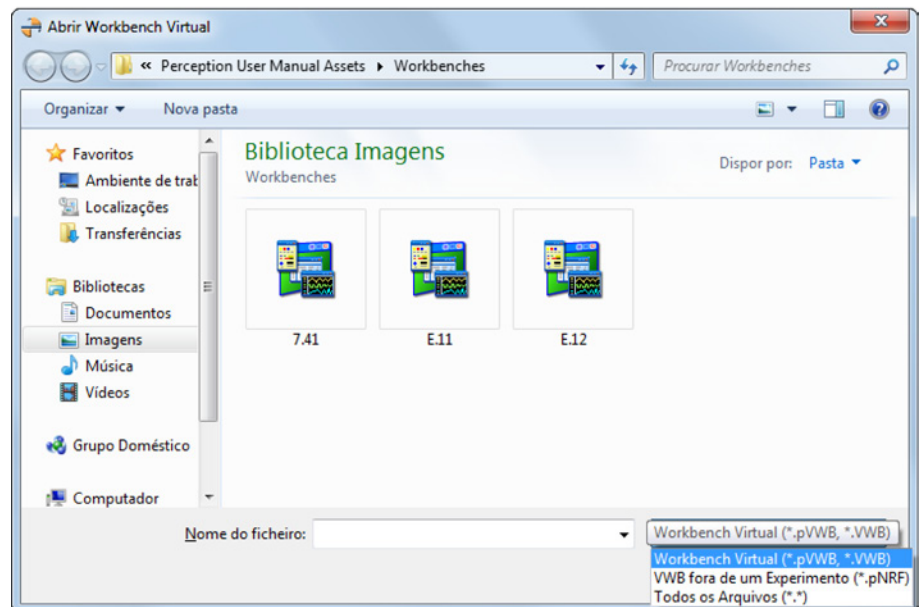 Abrir Workbench Virtual
« Perception User Manual Assets ▸ Workbenches
Procurar Workbenches
Organizar
Nova pasta
Favoritos
Ambiente de trab
Localizações
Transferências
Bibliotecas
Documentos
Imagens
Música
Vídeos
Grupo Doméstico
Computador
Biblioteca Imagens
Workbenches
Dispor por: Pasta
7.41
E.11
E.12
Nome do ficheiro:
Workbench Virtual (*.pVWB, *.VWB)
Workbench Virtual (*.pVWB, *.VWB)
VWB fora de um Experimento (*.pNRF)
Todos os Arquivos (*.*)